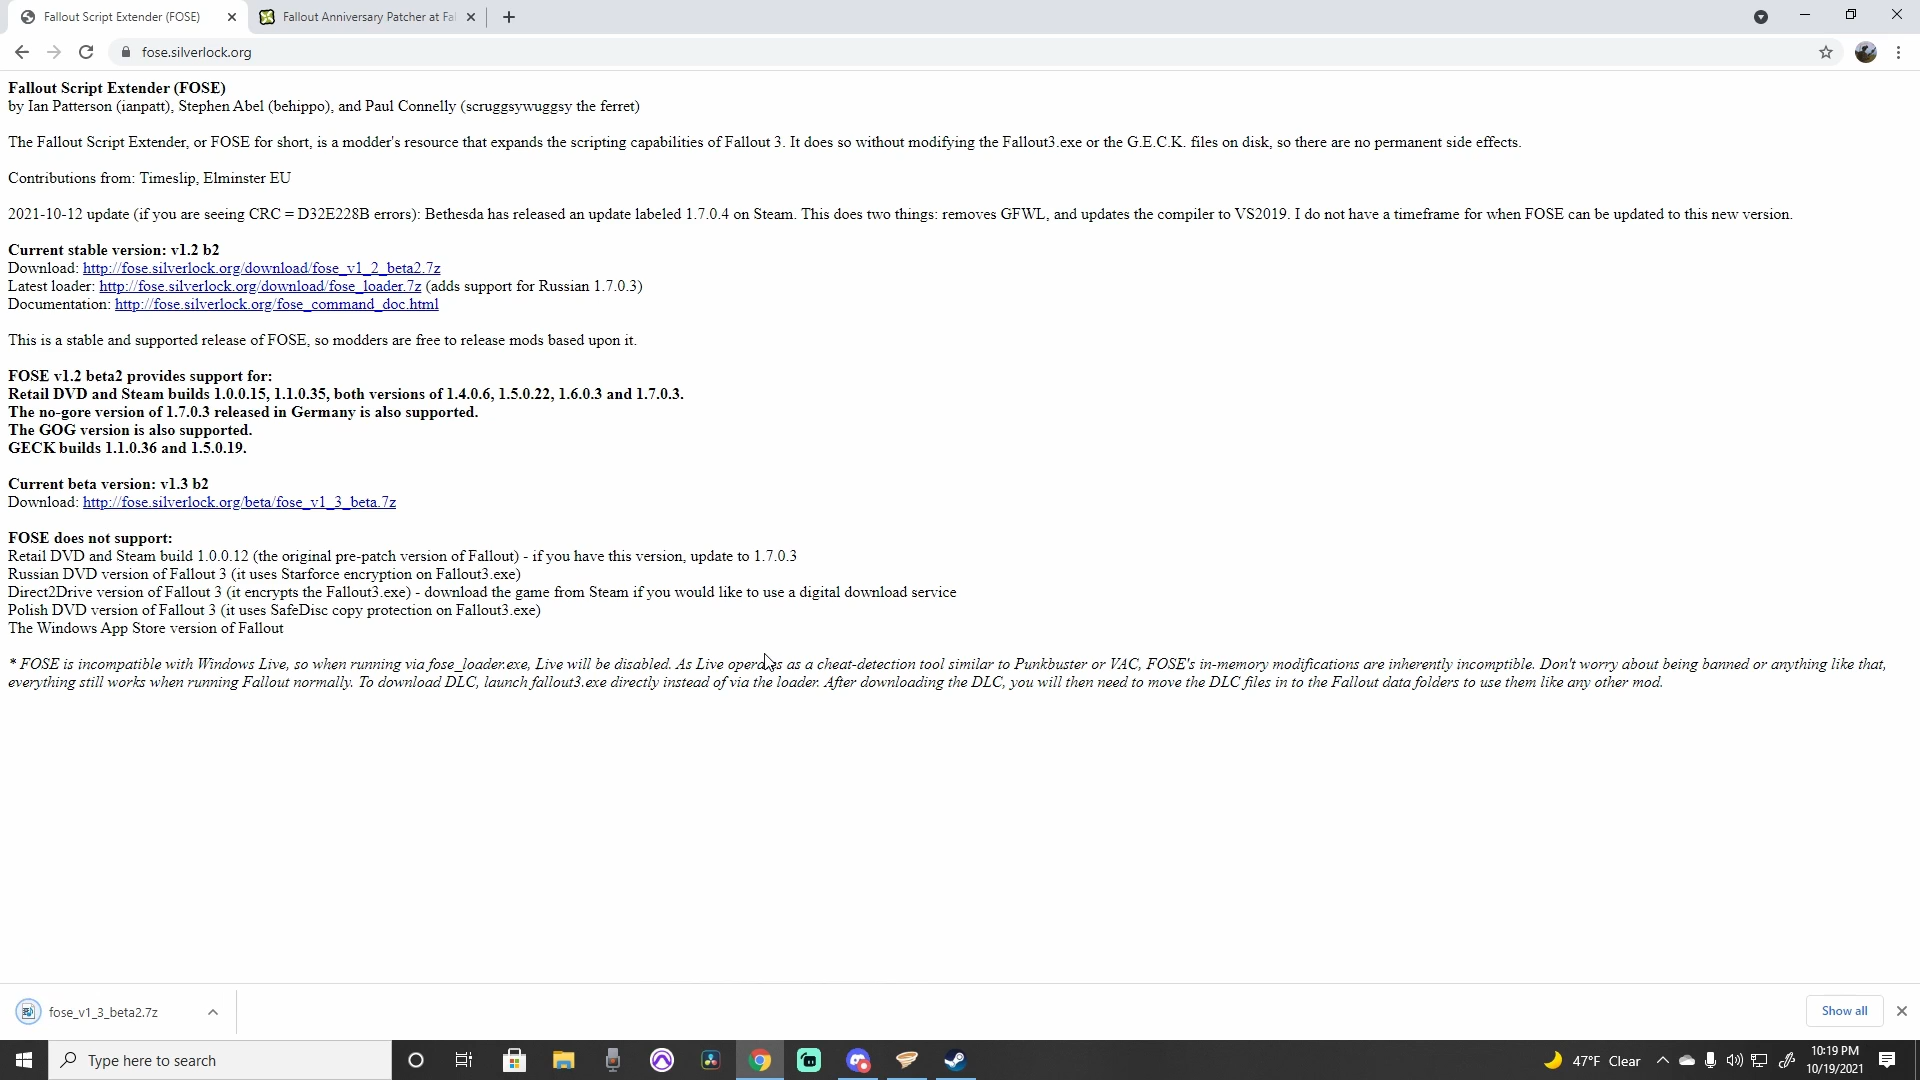 Fallout Script Extender (FOSE)
Fallout Anniversary Patcher at Fal
fose.silverlock.org
Fallout Script Extender (FOSE)
by Ian Patterson (ianpatt), Stephen Abel (behippo), and Paul Connelly (scruggsywuggsy the ferret)
The Fallout Script Extender, or FOSE for short, is a modder's resource that expands the scripting capabilities of Fallout 3. It does so without modifying the Fallout3.exe or the G.E.C.K. files on disk, so there are no permanent side effects.
Contributions from: Timeslip, Elminster EU
2021-10-12 update (if you are seeing CRC = D32E228B errors): Bethesda has released an update labeled 1.7.0.4 on Steam. This does two things: removes GFWL, and updates the compiler to VS2019. I do not have a timeframe for when FOSE can be updated to this new version.
Current stable version: v1.2 b2
Download: http://fose.silverlock.org/download/fose_v1_2_beta2.7z
Latest loader: http://fose.silverlock.org/download/fose_loader.7z (adds support for Russian 1.7.0.3)
Documentation: http://fose.silverlock.org/fose_command_doc.html
This is a stable and supported release of FOSE, so modders are free to release mods based upon it.
FOSE v1.2 beta2 provides support for:
Retail DVD and Steam builds 1.0.0.15, 1.1.0.35, both versions of 1.4.0.6, 1.5.0.22, 1.6.0.3 and 1.7.0.3.
The no-gore version of 1.7.0.3 released in Germany is also supported.
The GOG version is also supported.
GECK builds 1.1.0.36 and 1.5.0.19.
Current beta version: v1.3 b2
Download: http://fose.silverlock.org/beta/fose_v1_3_beta.7z
FOSE does not support:
Retail DVD and Steam build 1.0.0.12 (the original pre-patch version of Fallout) - if you have this version, update to 1.7.0.3
Russian DVD version of Fallout 3 (it uses Starforce encryption on Fallout3.exe)
Direct2Drive version of Fallout 3 (it encrypts the Fallout3.exe) - download the game from Steam if you would like to use a digital download service
Polish DVD version of Fallout 3 (it uses SafeDisc copy protection on Fallout3.exe)
The Windows App Store version of Fallout
* FOSE is incompatible with Windows Live, so when running via fose_loader.exe, Live will be disabled. As Live operates as a cheat-detection tool similar to Punkbuster or VAC, FOSE's in-memory modifications are inherently incomptible. Don't worry about being banned or anything like that,
everything still works when running Fallout normally. To download DLC, launch fallout3.exe directly instead of via the loader. After downloading the DLC, you will then need to move the DLC files in to the Fallout data folders to use them like any other mod.
fose_v1_3_beta2.7z
Show all
Type here to search
47°F Clear
10:19 PM
10/19/2021